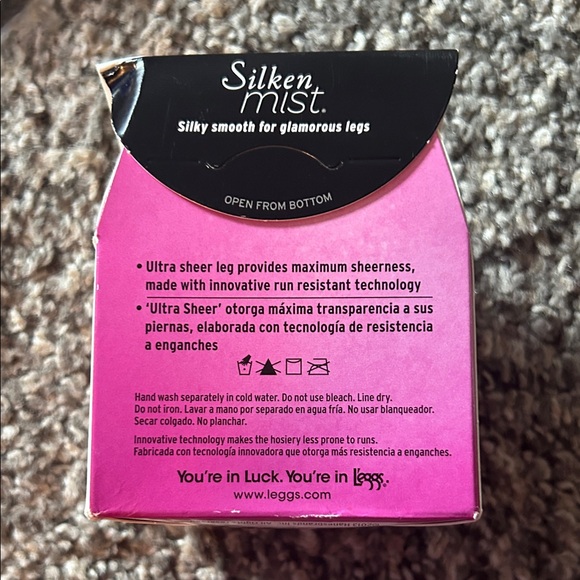 Silken
mist®
Silky smooth for glamorous legs
OPEN FROM BOTTOM
• Ultra sheer leg provides maximum sheerness,
made with innovative run resistant technology
• 'Ultra Sheer' otorga máxima transparencia a sus
piernas, elaborada con tecnología de resistencia
a enganches
Hand wash separately in cold water. Do not use bleach. Line dry.
Do not iron. Lavar a mano por separado en agua fría. No usar blanqueador.
Secar colgado. No planchar.
Innovative technology makes the hosiery less prone to runs.
Fabricada con tecnología innovadora que otorga más resistencia a enganches.
You're in Luck. You're in L'eggs®.
www.leggs.com